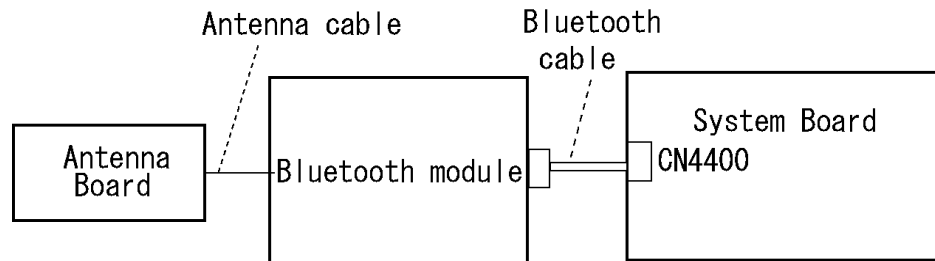 Antenna cable
Bluetooth
cable
Antenna
Board
Bluetooth module
System Board
CN4400